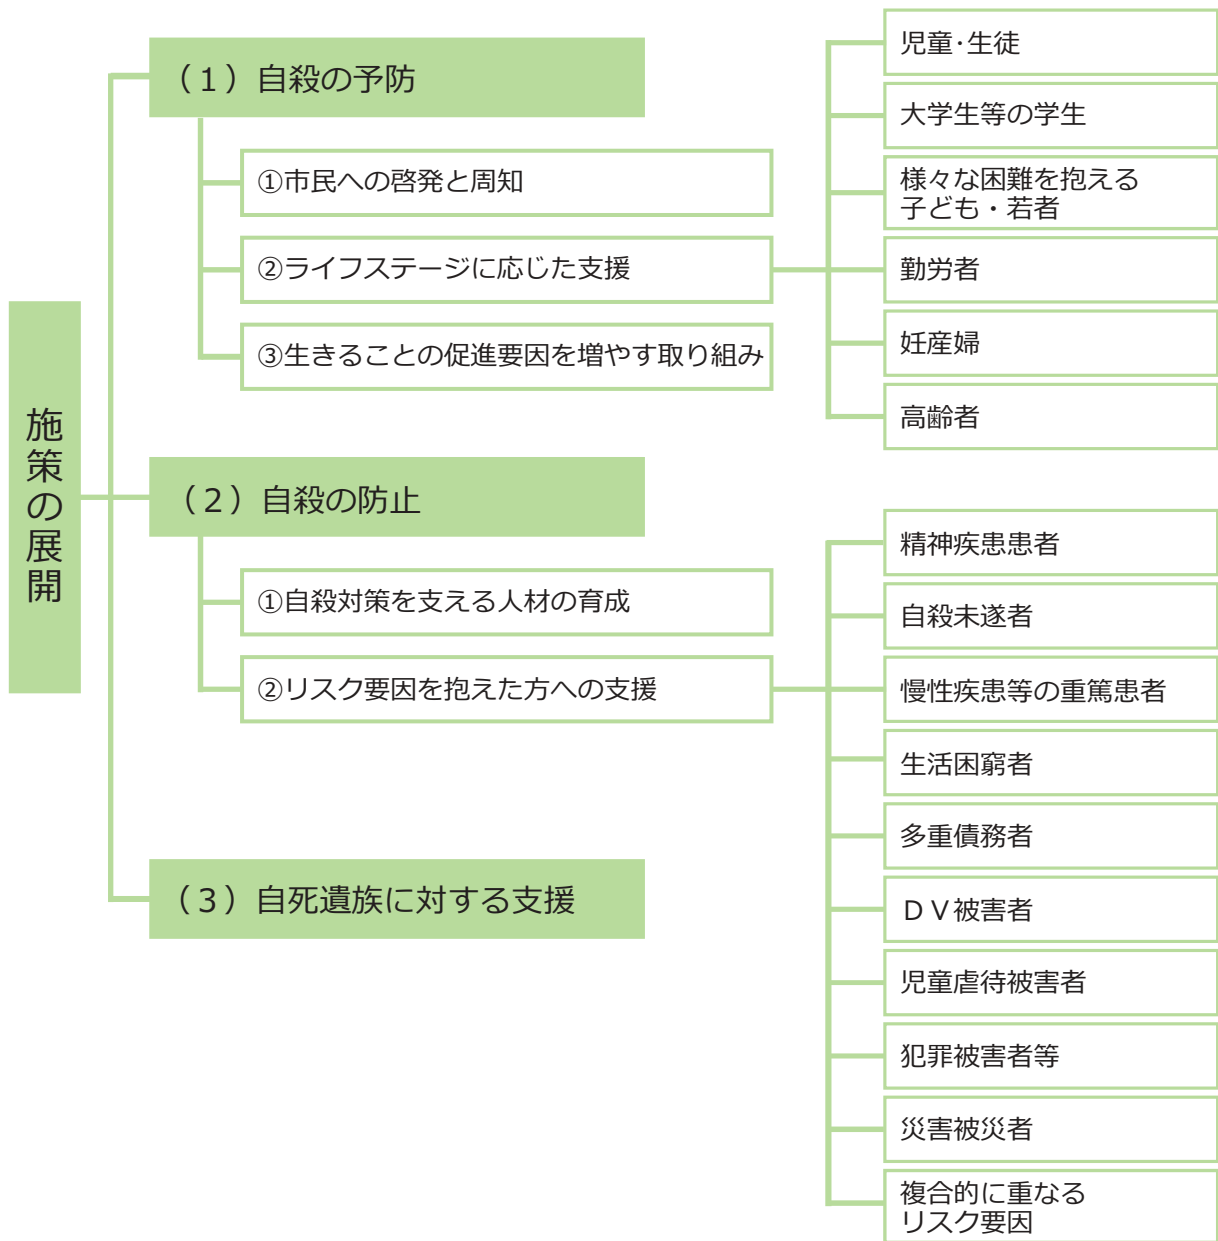 施策の展開
（１）自殺の予防
①市民への啓発と周知
②ライフステージに応じた支援
③生きることの促進要因を増やす取り組み
児童・生徒
大学生等の学生
様々な困難を抱える
子ども・若者
勤労者
妊産婦
高齢者
（２）自殺の防止
①自殺対策を支える人材の育成
②リスク要因を抱えた方への支援
精神疾患患者
自殺未遂者
慢性疾患等の重篤患者
生活困窮者
多重債務者
ＤＶ被害者
児童虐待被害者
犯罪被害者等
災害被災者
複合的に重なる
リスク要因
（３）自死遺族に対する支援